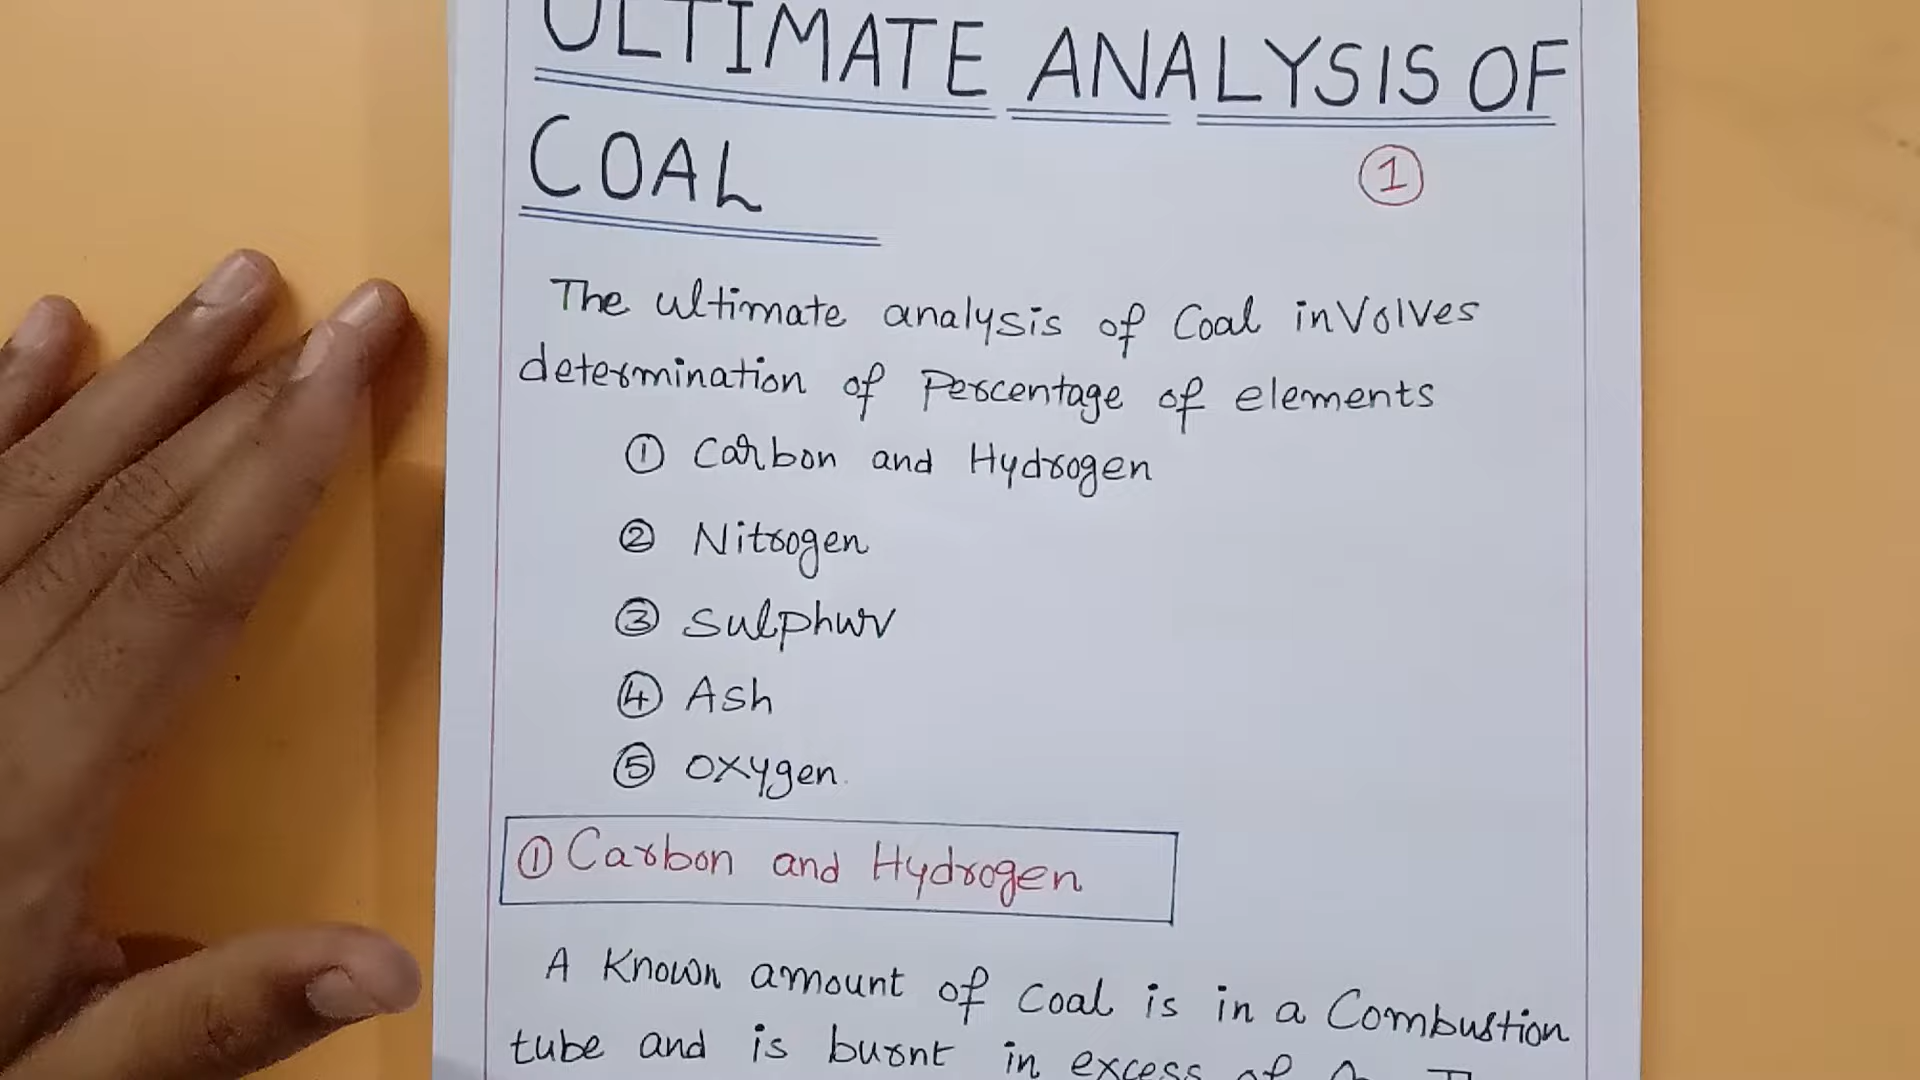 ULTIMATE ANALYSIS OF
COAL
1
The ultimate analysis of Coal involves
determination of Percentage of elements
① Carbon and Hydrogen
② Nitrogen
③ Sulphur
④ Ash
⑤ Oxygen.
① Carbon and Hydrogen
A Known amount of Coal is in a Combustion
tube and is burnt in excess of